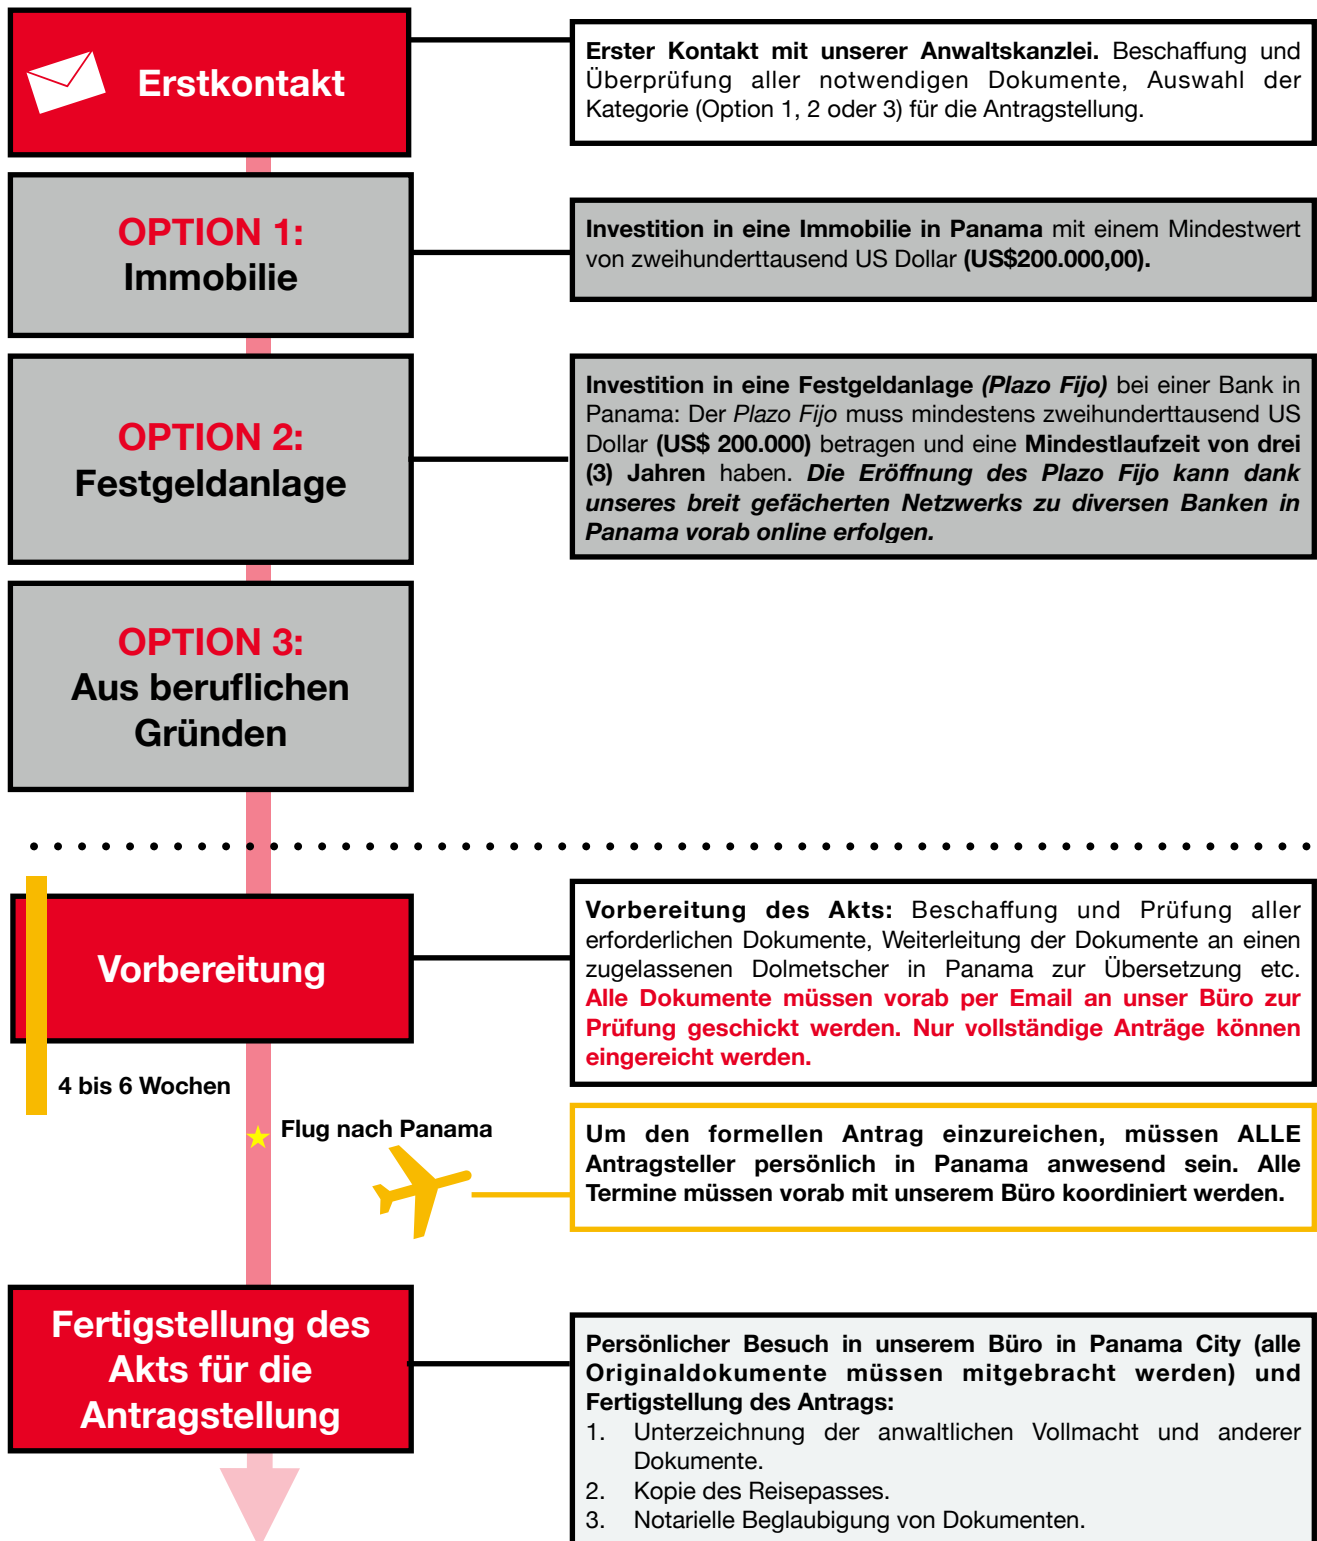 Erstkontakt
Erster Kontakt mit unserer Anwaltskanzlei. Beschaffung und
Überprüfung aller notwendigen Dokumente, Auswahl der
Kategorie (Option 1, 2 oder 3) für die Antragstellung.
OPTION 1:
Immobilie
Investition in eine Immobilie in Panama mit einem Mindestwert
von zweihunderttausend US Dollar (US$200.000,00).
OPTION 2:
Festgeldanlage
Investition in eine Festgeldanlage (Plazo Fijo) bei einer Bank in
Panama: Der Plazo Fijo muss mindestens zweihunderttausend US
Dollar (US$ 200.000) betragen und eine Mindestlaufzeit von drei
(3) Jahren haben. Die Eröffnung des Plazo Fijo kann dank
unseres breit gefächerten Netzwerks zu diversen Banken in
Panama vorab online erfolgen.
OPTION 3:
Aus beruflichen
Gründen
Vorbereitung
4 bis 6 Wochen
Vorbereitung des Akts: Beschaffung und Prüfung aller
erforderlichen Dokumente, Weiterleitung der Dokumente an einen
zugelassenen Dolmetscher in Panama zur Übersetzung etc.
Alle Dokumente müssen vorab per Email an unser Büro zur
Prüfung geschickt werden. Nur vollständige Anträge können
eingereicht werden.
Flug nach Panama
Um den formellen Antrag einzureichen, müssen ALLE
Antragsteller persönlich in Panama anwesend sein. Alle
Termine müssen vorab mit unserem Büro koordiniert werden.
Fertigstellung des
Akts für die
Antragstellung
Persönlicher Besuch in unserem Büro in Panama City (alle
Originaldokumente müssen mitgebracht werden) und
Fertigstellung des Antrags:
1. Unterzeichnung der anwaltlichen Vollmacht und anderer
Dokumente.
2. Kopie des Reisepasses.
3. Notarielle Beglaubigung von Dokumenten.